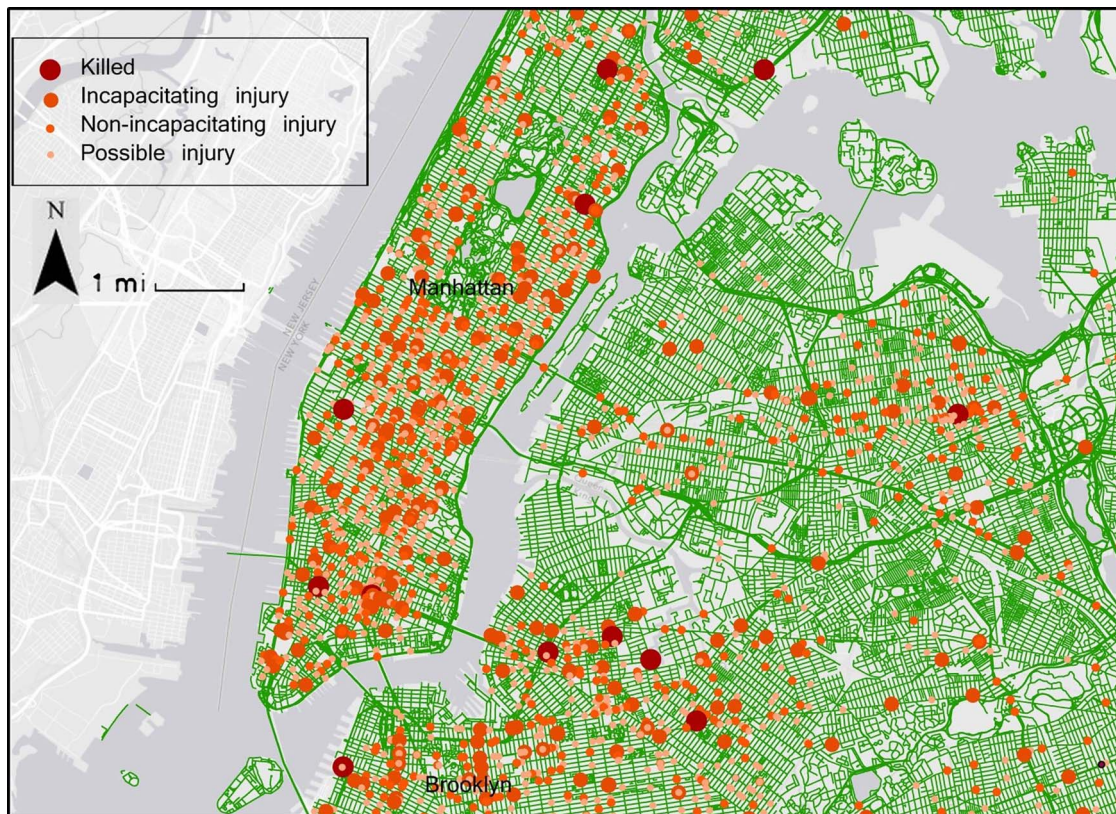 Killed
Incapacitating injury
Non-incapacitating injury
Possible injury
N
1 mi
NEW JERSEY
NEW YORK
Manhattan
Brooklyn